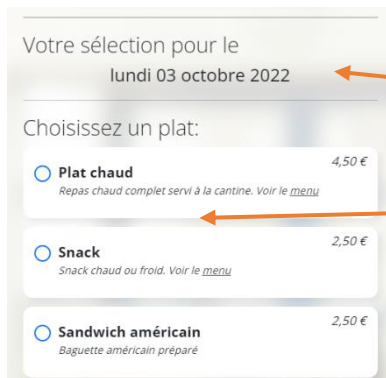 Votre sélection pour le
lundi 03 octobre 2022
Choisissez un plat:
4,50 €
Plat chaud
Repas chaud complet servi à la cantine. Voir le menu
2,50 €
Snack
Snack chaud ou froid. Voir le menu
2,50 €
Sandwich américain
Baguette américain préparé